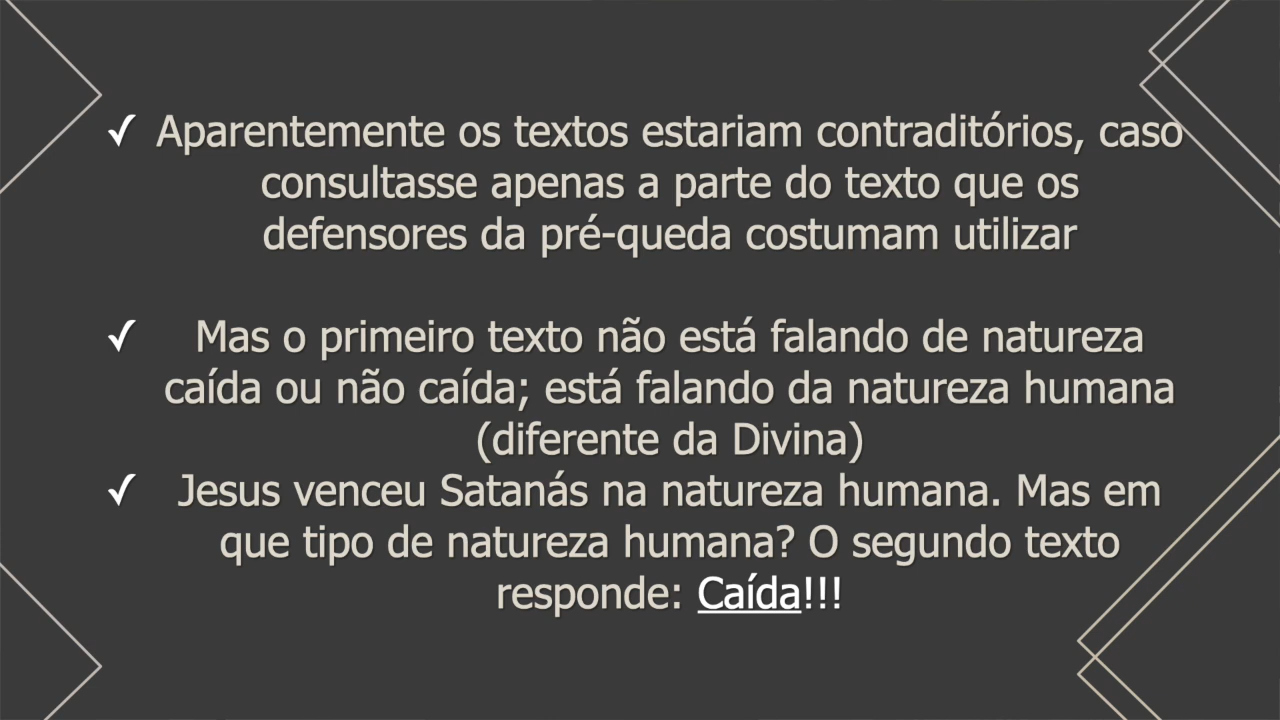 ✓ Aparentemente os textos estariam contraditórios, caso
consultasse apenas a parte do texto que os
defensores da pré-queda costumam utilizar
✓ Mas o primeiro texto não está falando de natureza
caída ou não caída; está falando da natureza humana
(diferente da Divina)
✓ Jesus venceu Satanás na natureza humana. Mas em
que tipo de natureza humana? O segundo texto
responde: Caída!!!